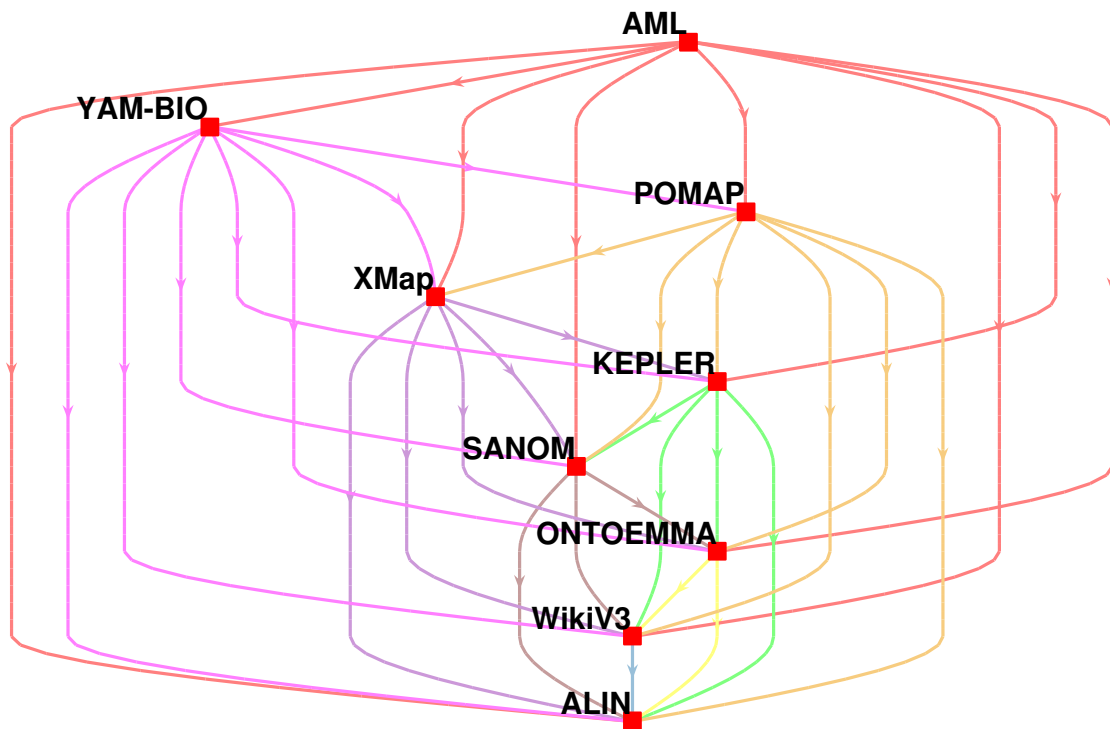 AML
YAM-BIO
POMAP
XMap
KEPLER
SANOM
ONTOEMMA
WikiV3
ALIN